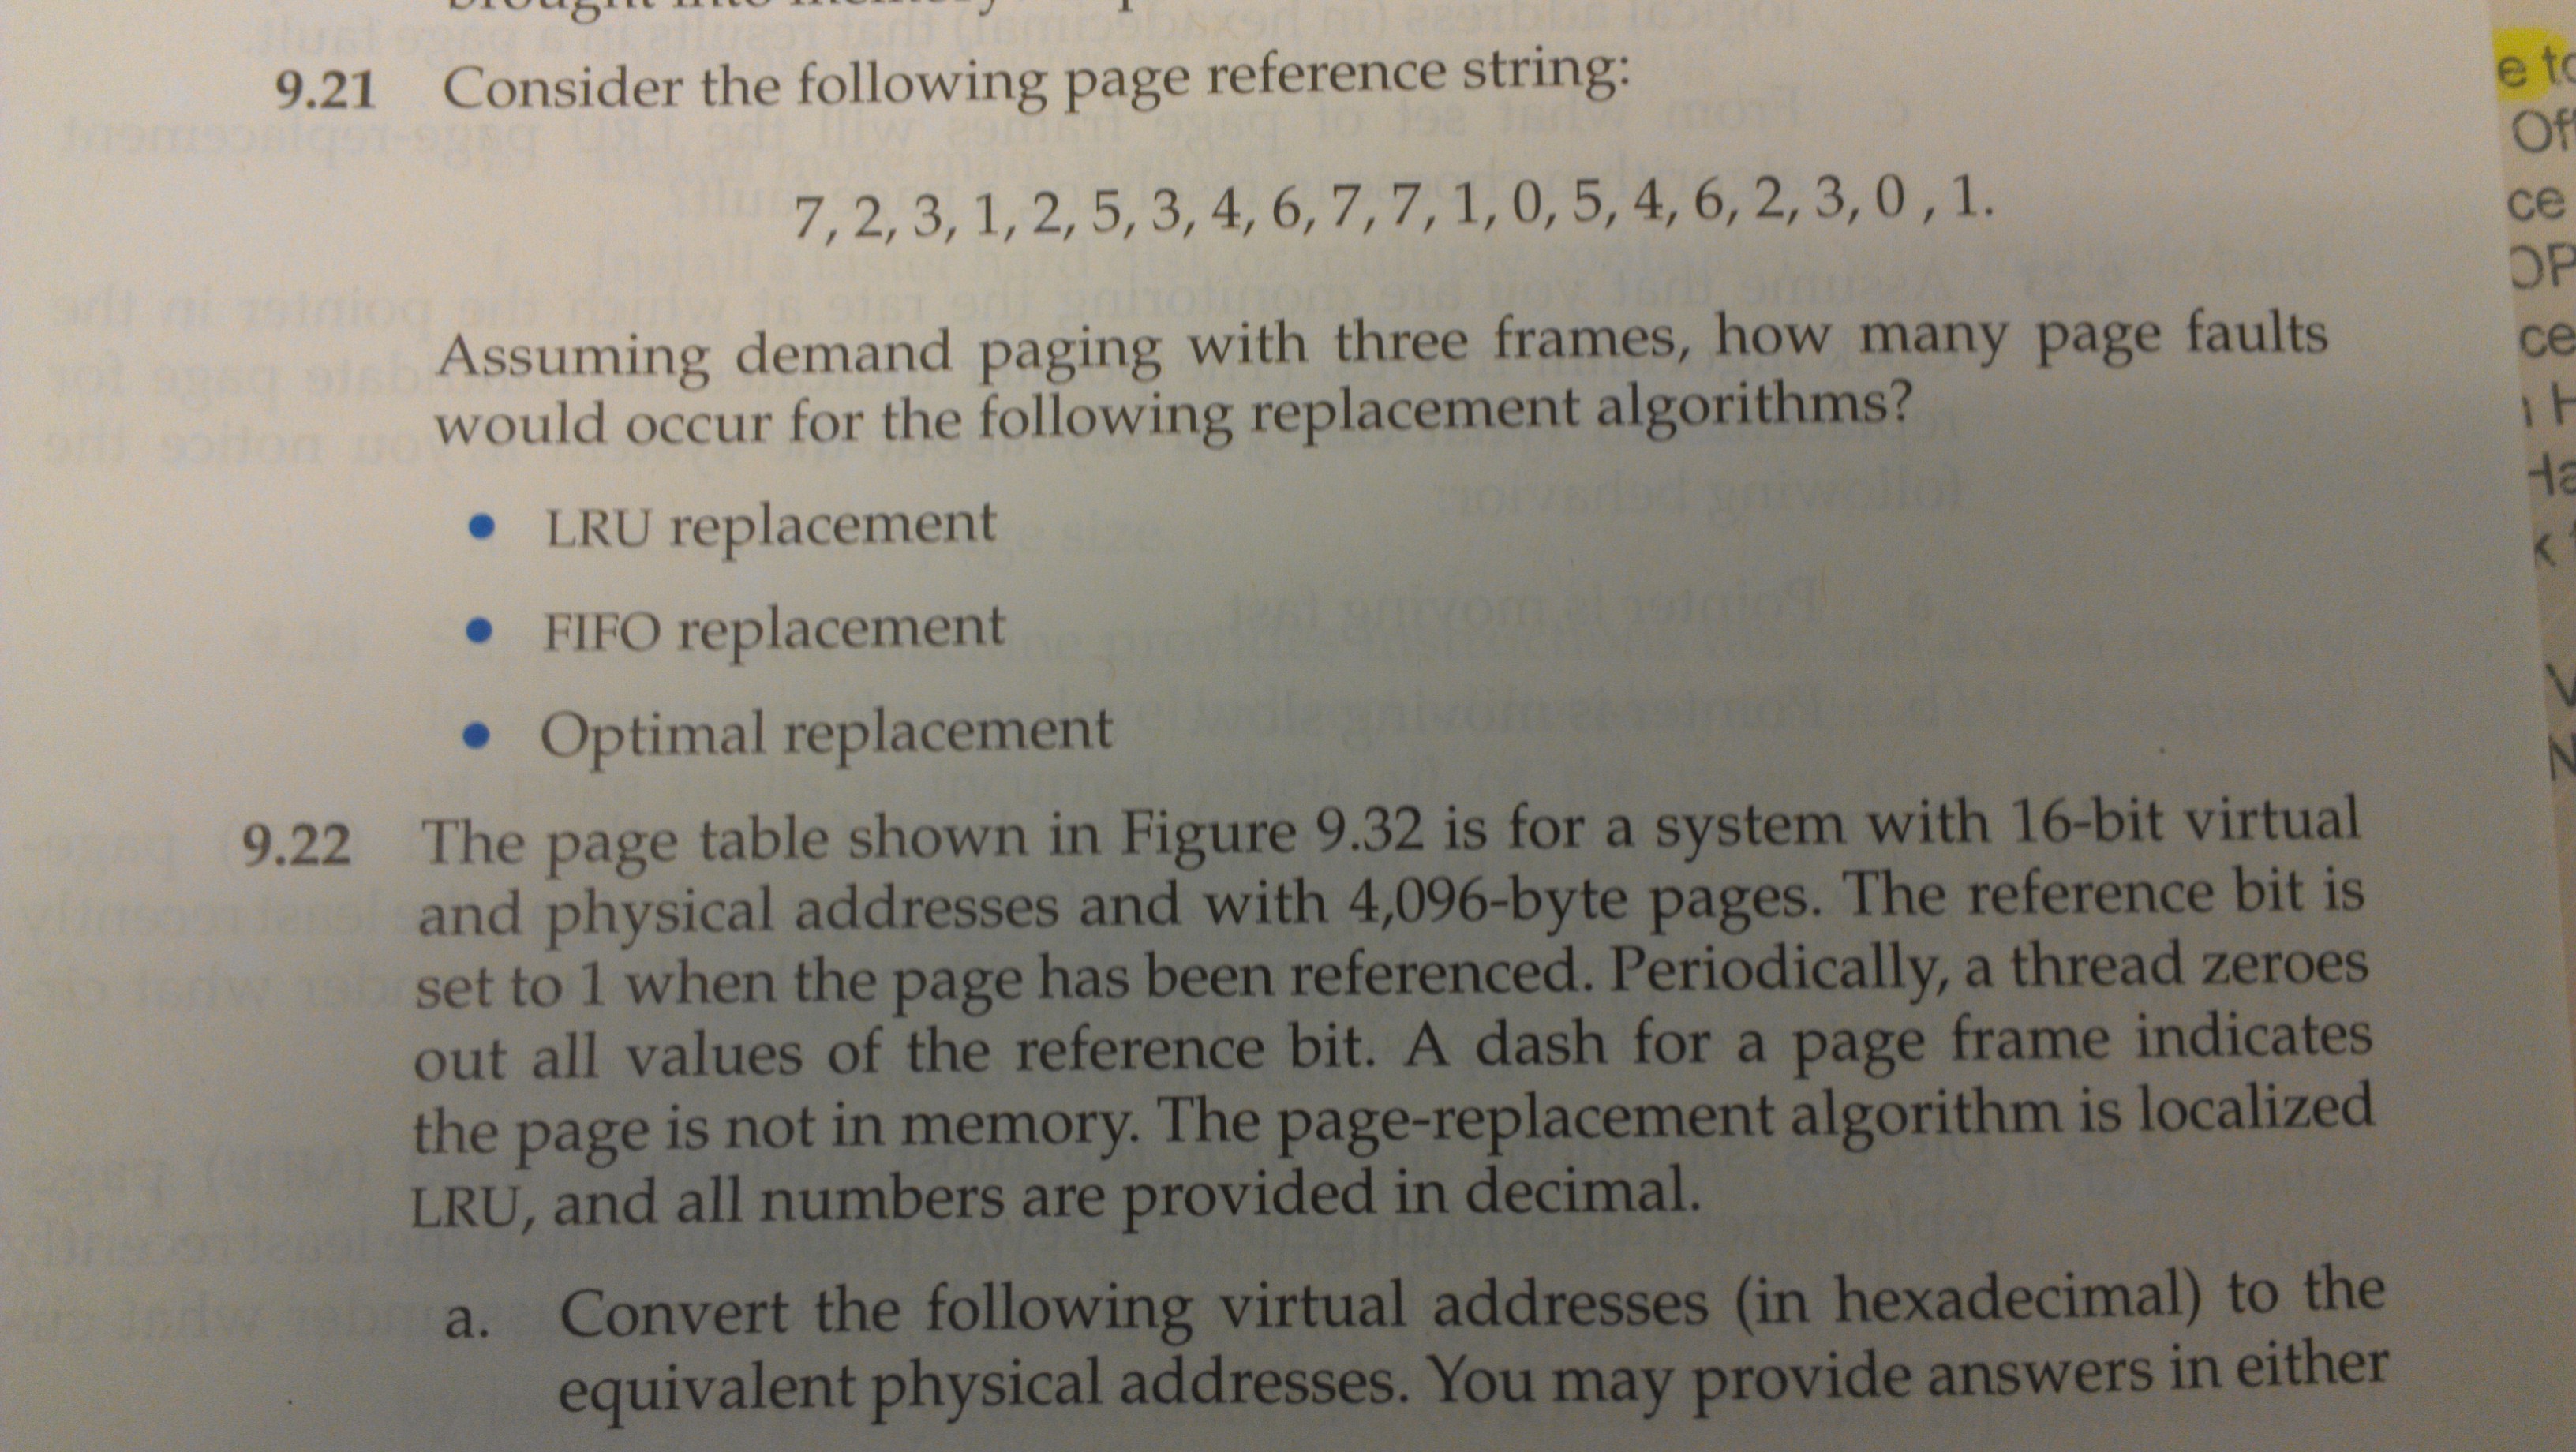 9.21 Consider the following page reference string:
7, 2, 3, 1, 2, 5, 3, 4, 6, 7, 7, 1, 0, 5, 4, 6, 2, 3, 0 , 1.
Assuming demand paging with three frames, how many page faults
would occur for the following replacement algorithms?
• LRU replacement
• FIFO replacement
• Optimal replacement
9.22 The page table shown in Figure 9.32 is for a system with 16-bit virtual
and physical addresses and with 4,096-byte pages. The reference bit is
set to 1 when the page has been referenced. Periodically, a thread zeroes
out all values of the reference bit. A dash for a page frame indicates
the page is not in memory. The page-replacement algorithm is localized
LRU, and all numbers are provided in decimal.
a. Convert the following virtual addresses (in hexadecimal) to the
equivalent physical addresses. You may provide answers in either